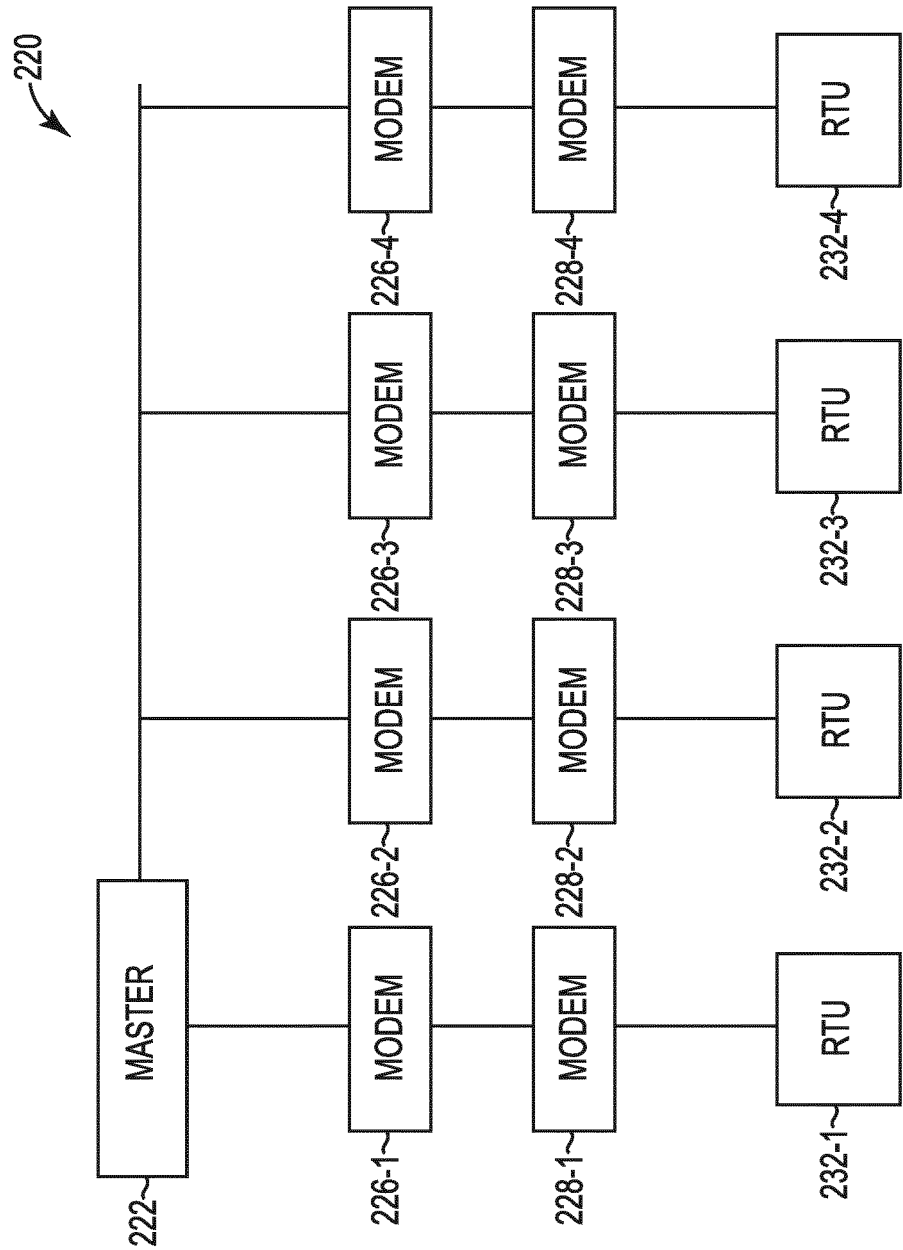 220
MASTER
222
MODEM
226-1
MODEM
226-2
MODEM
226-3
MODEM
226-4
MODEM
228-1
MODEM
228-2
MODEM
228-3
MODEM
228-4
RTU
232-1
RTU
232-2
RTU
232-3
RTU
232-4